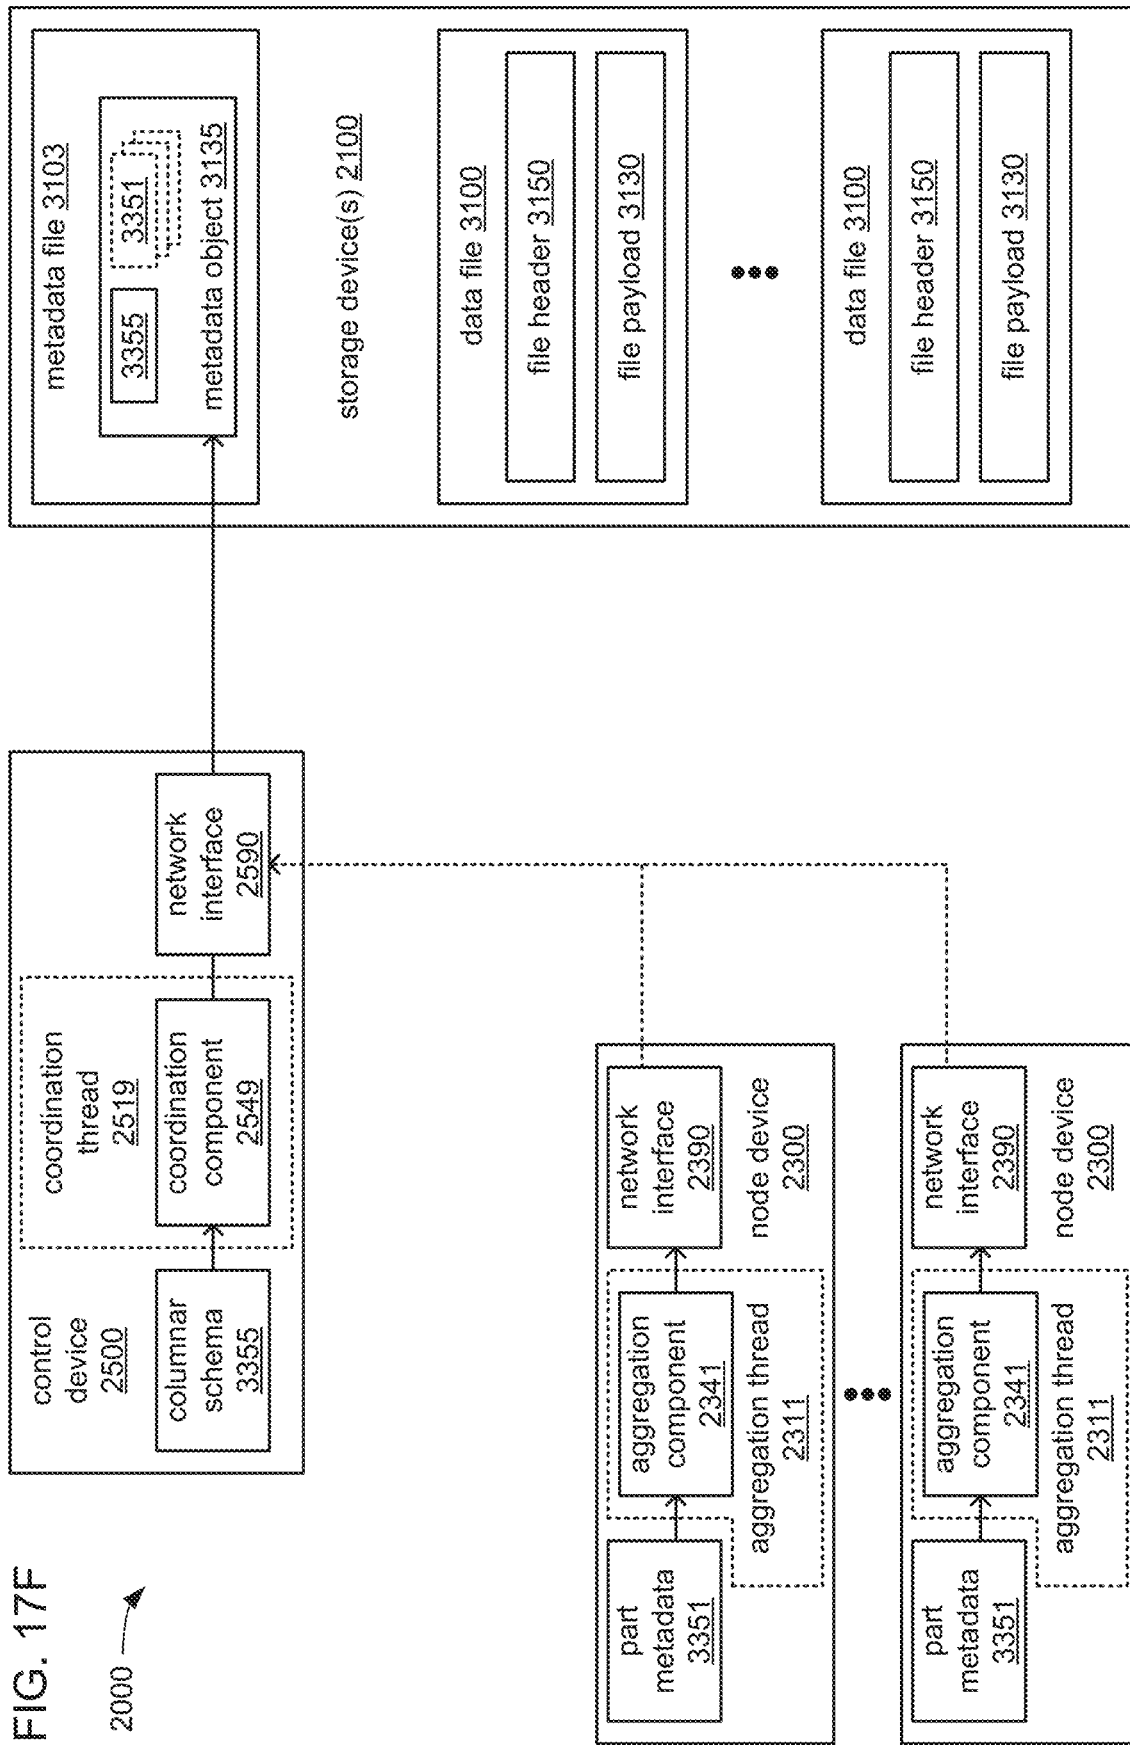 FIG. 17F
2000
control
device
2500
columnar
schema
3355
coordination
thread
2519
coordination
component
2549
network
interface
2590
metadata file 3103
3355
3351
metadata object 3135
storage device(s) 2100
data file 3100
file header 3150
file payload 3130
data file 3100
file header 3150
file payload 3130
part
metadata
3351
aggregation
component
2341
aggregation thread
2311
network
interface
2390
node device
2300
part
metadata
3351
aggregation
component
2341
aggregation thread
2311
network
interface
2390
node device
2300